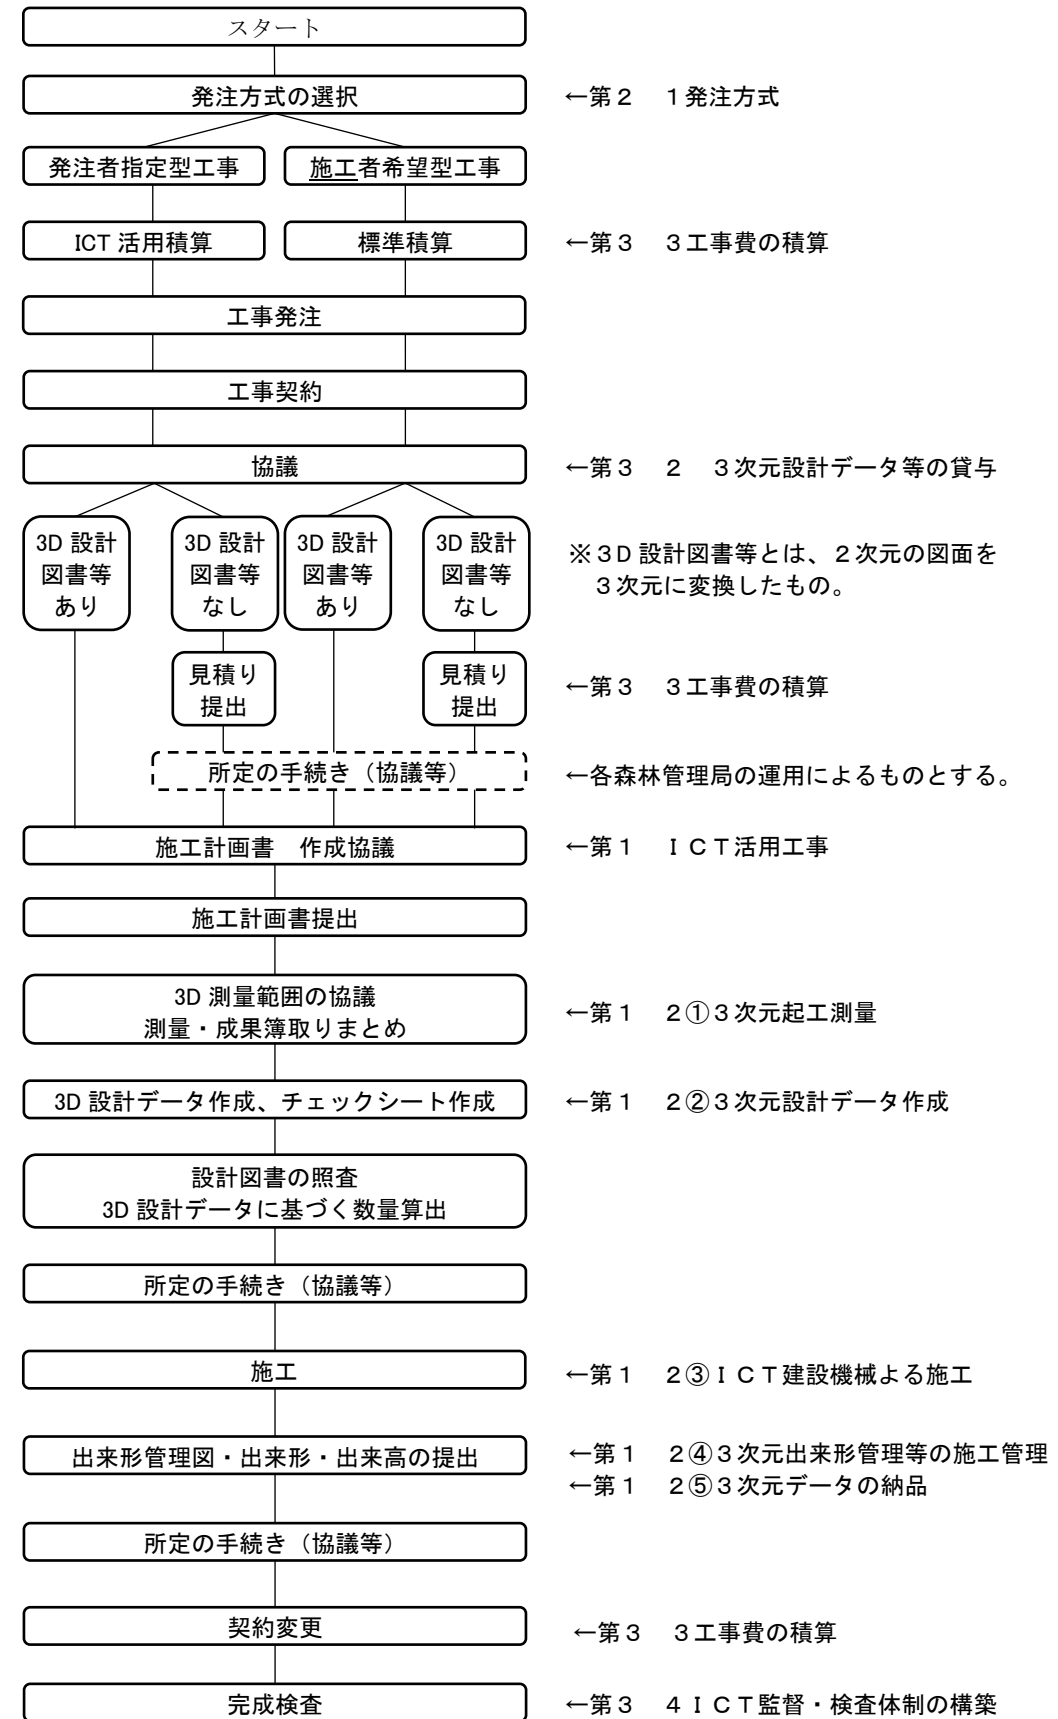 スタート
発注方式の選択　←第２　１発注方式
発注者指定型工事　施工者希望型工事
ICT 活用積算　標準積算　←第３　３工事費の積算
工事発注
工事契約
協議　←第３　２　３次元設計データ等の貸与
3D 設計　3D 設計　3D 設計　3D 設計
図書等　図書等　図書等　図書等
あり　なし　あり　なし
※３D 設計図書等とは、２次元の図面を
３次元に変換したもの。
見積り　見積り
提出　提出
←第３　３工事費の積算
所定の手続き（協議等）　←各森林管理局の運用によるものとする。
施工計画書　作成協議　←第１　ＩＣＴ活用工事
施工計画書提出
3D 測量範囲の協議
測量・成果簿取りまとめ
←第１　２①３次元起工測量
3D 設計データ作成、チェックシート作成　←第１　２②３次元設計データ作成
設計図書の照査
3D 設計データに基づく数量算出
所定の手続き（協議等）
施工　←第１　２③ＩＣＴ建設機械よる施工
出来形管理図・出来形・出来高の提出　←第１　２④３次元出来形管理等の施工管理
←第１　２⑤３次元データの納品
所定の手続き（協議等）
契約変更　←第３　３工事費の積算
完成検査　←第３　４ＩＣＴ監督・検査体制の構築